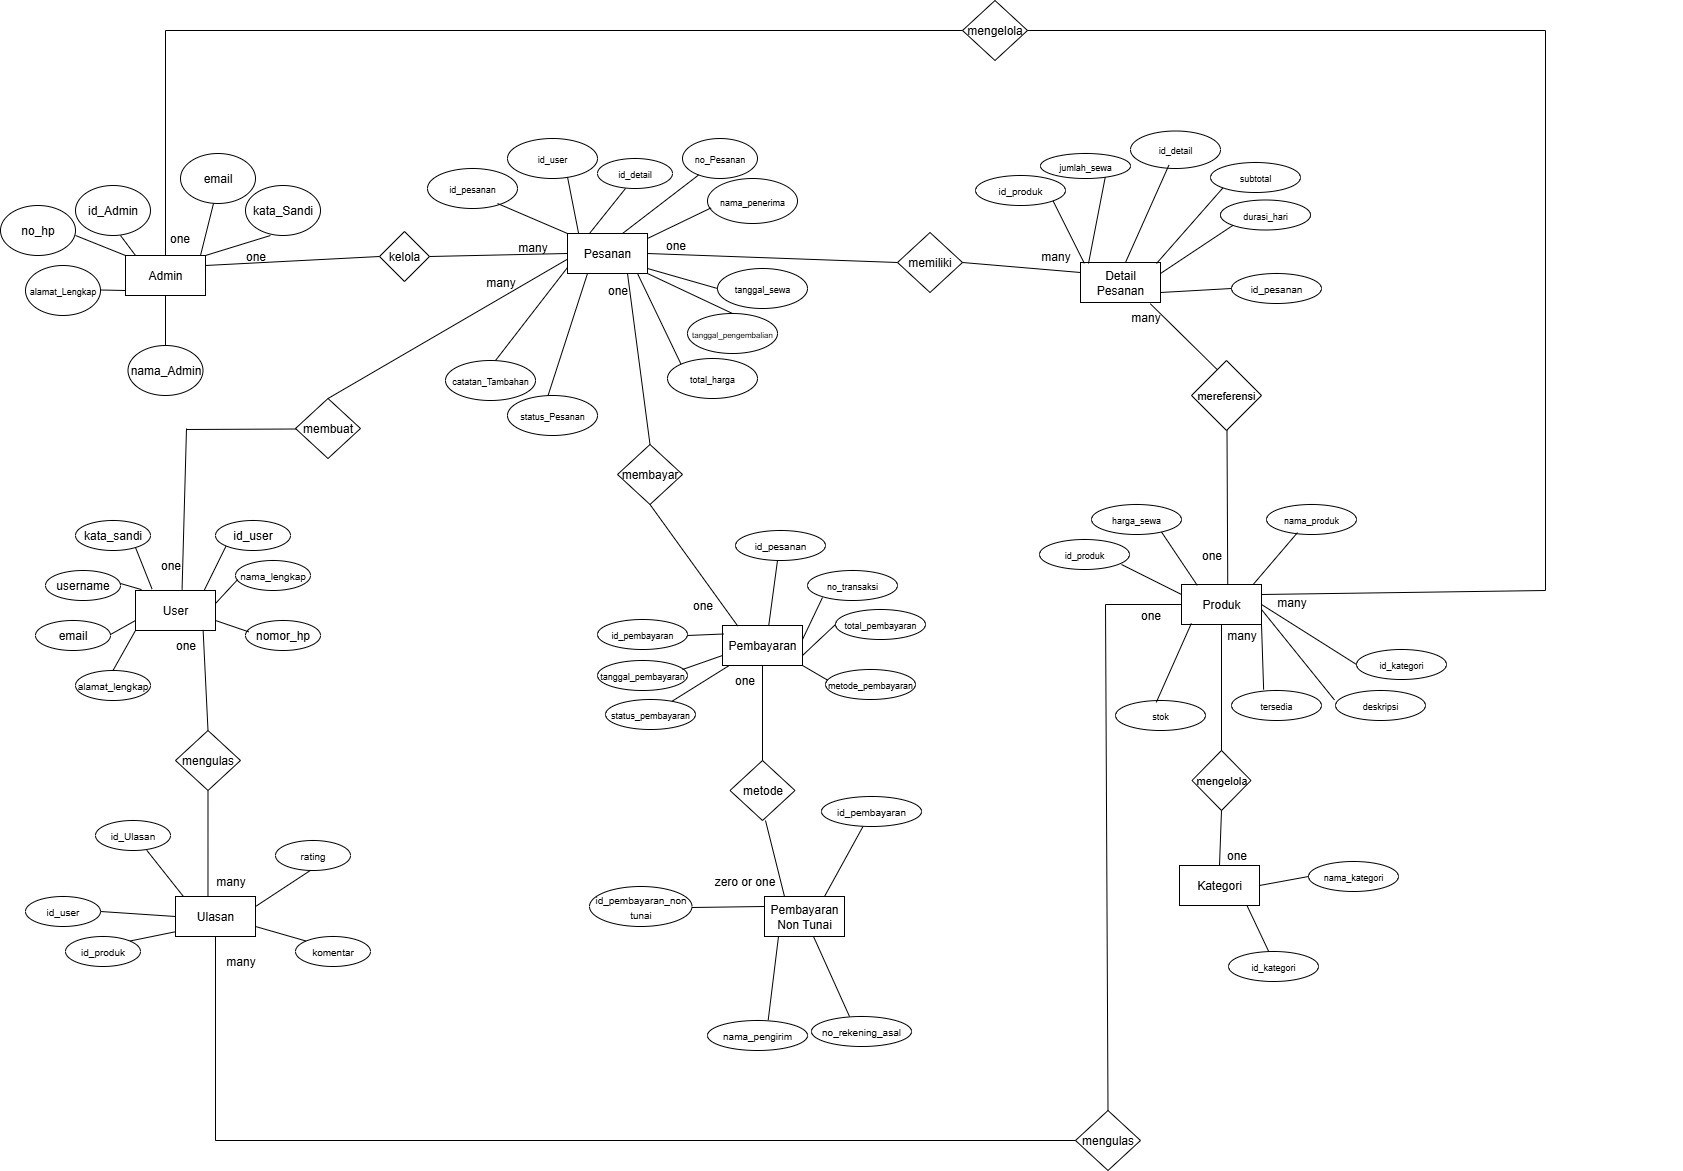 mengelola
id_user
id_detail
no_Pesanan
id_pesanan
nama_penerima
jumlah_sewa
id_detail
id_produk
subtotal
durasi_hari
id_pesanan
email
id_Admin
kata_Sandi
no_hp
one
one
Admin
alamat_Lengkap
nama_Admin
kelola
many
Pesanan
one
many
one
memiliki
many
Detail
Pesanan
many
tanggal_sewa
tanggal_pengembalian
total_harga
catatan_Tambahan
status_Pesanan
mereferensi
membuat
membayar
kata_sandi
id_user
one
username
nama_lengkap
User
email
nomor_hp
one
alamat_lengkap
id_pesanan
no_transaksi
one
total_pembayaran
id_pembayaran
Pembayaran
tanggal_pembayaran
one
metode_pembayaran
status_pembayaran
harga_sewa
nama_produk
id_produk
one
Produk
many
one
many
id_kategori
stok
tersedia
deskripsi
mengulas
metode
mengelola
id_Ulasan
rating
many
id_user
Ulasan
id_produk
komentar
many
id_pembayaran
zero or one
id_pembayaran_non
tunai
Pembayaran
Non Tunai
nama_pengirim
no_rekening_asal
one
Kategori
nama_kategori
id_kategori
mengulas